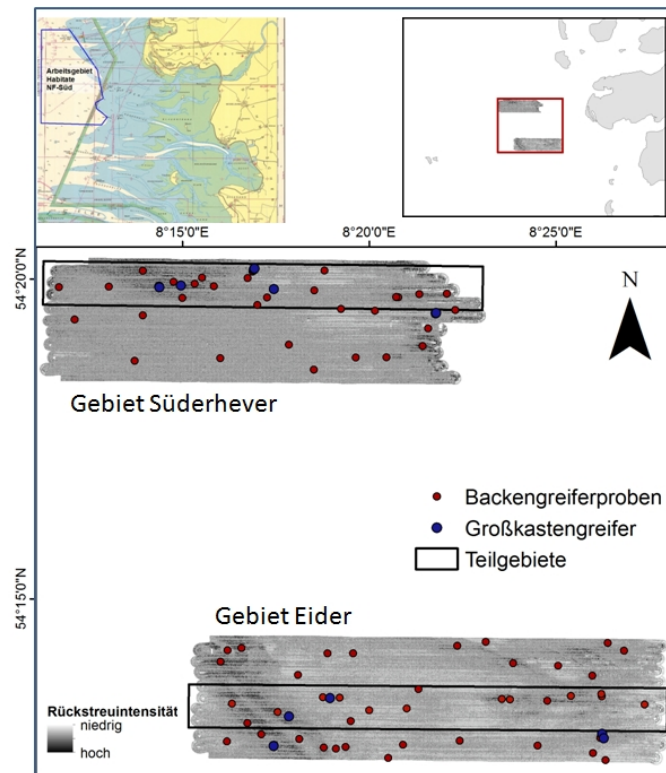 Arbeitsgebiet
Habitate
NF-Süd
8°15'0"E
8°20'0"E
8°25'0"E
54°20'0"N
N
Gebiet Süderhever
Backengreiferproben
Großkastengreifer
Teilgebiete
54°15'0"N
Gebiet Eider
Rückstreuintensität
niedrig
hoch